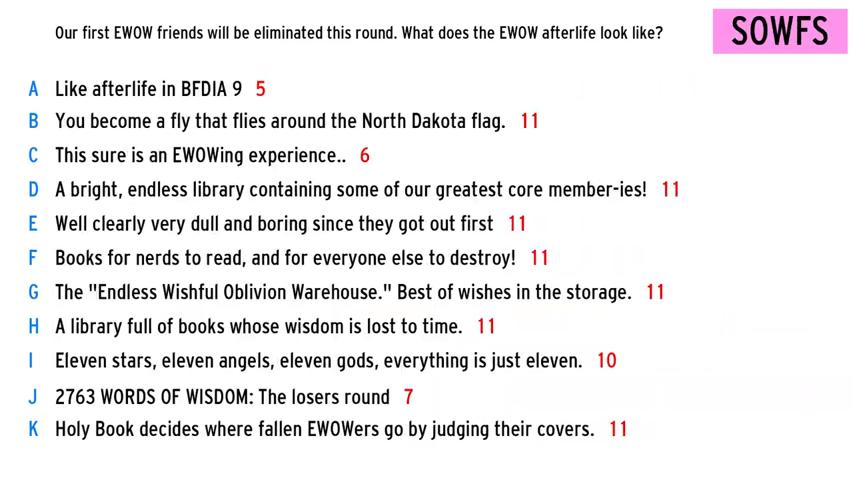 Our first EWOW friends will be eliminated this round. What does the EWOW afterlife look like?
SOWFS
A Like afterlife in BFDIA 9 5
B You become a fly that flies around the North Dakota flag. 11
C This sure is an EWOWing experience.. 6
D A bright, endless library containing some of our greatest core member-ies! 11
E Well clearly very dull and boring since they got out first 11
F Books for nerds to read, and for everyone else to destroy! 11
G The "Endless Wishful Oblivion Warehouse." Best of wishes in the storage. 11
H A library full of books whose wisdom is lost to time. 11
I Eleven stars, eleven angels, eleven gods, everything is just eleven. 10
J 2763 WORDS OF WISDOM: The losers round 7
K Holy Book decides where fallen EWOWers go by judging their covers. 11